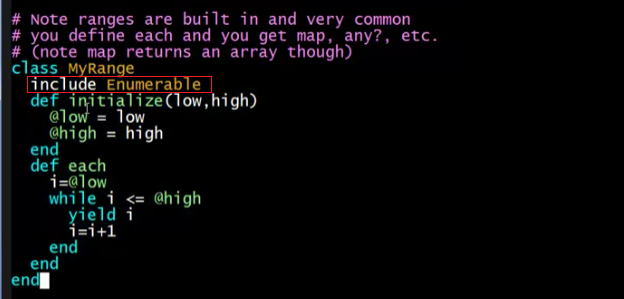 # Note ranges are built in and very common
# you define each and you get map, any?, etc.
# (note map returns an array though)
class MyRange
  include Enumerable
  def initialize(low,high)
    @low = low
    @high = high
  end
  def each
    i=@low
    while i <= @high
      yield i
      i=i+1
    end
  end
end